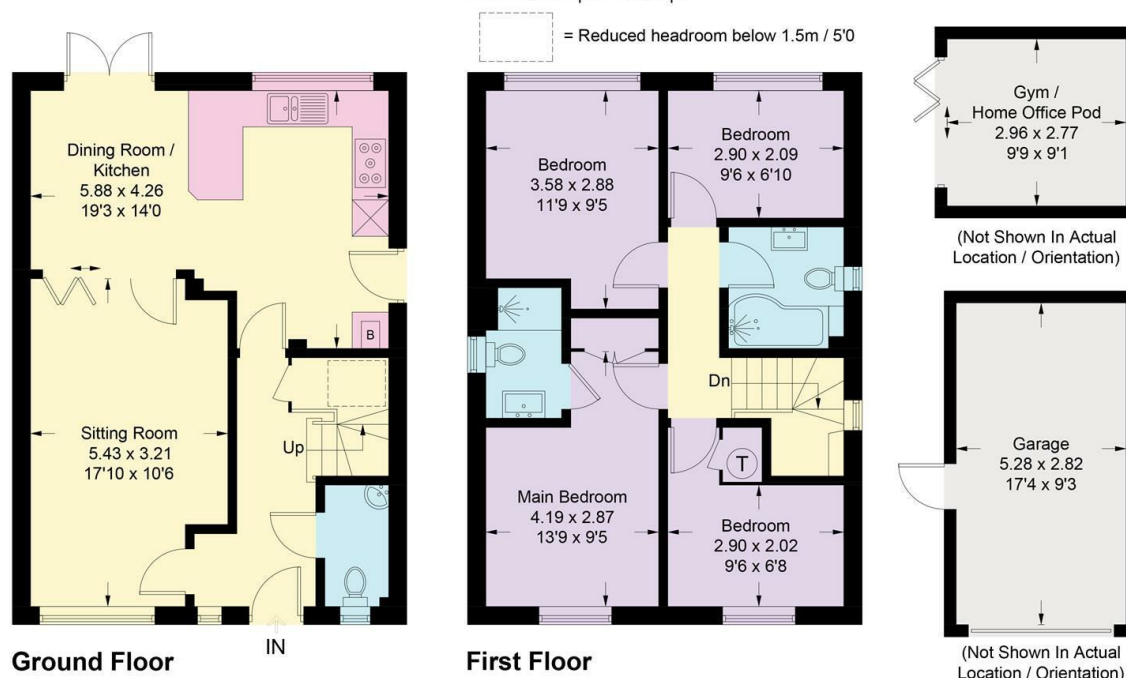 = Reduced headroom below 1.5m / 5'0
Dining Room /
Kitchen
5.88 x 4.26
19'3 x 14'0
B
Sitting Room
5.43 x 3.21
17'10 x 10'6
Up
IN
Ground Floor
Bedroom
3.58 x 2.88
11'9 x 9'5
Bedroom
2.90 x 2.09
9'6 x 6'10
Dn
T
Main Bedroom
4.19 x 2.87
13'9 x 9'5
Bedroom
2.90 x 2.02
9'6 x 6'8
First Floor
Gym /
Home Office Pod
2.96 x 2.77
9'9 x 9'1
(Not Shown In Actual
Location / Orientation)
Garage
5.28 x 2.82
17'4 x 9'3
(Not Shown In Actual
Location / Orientation)